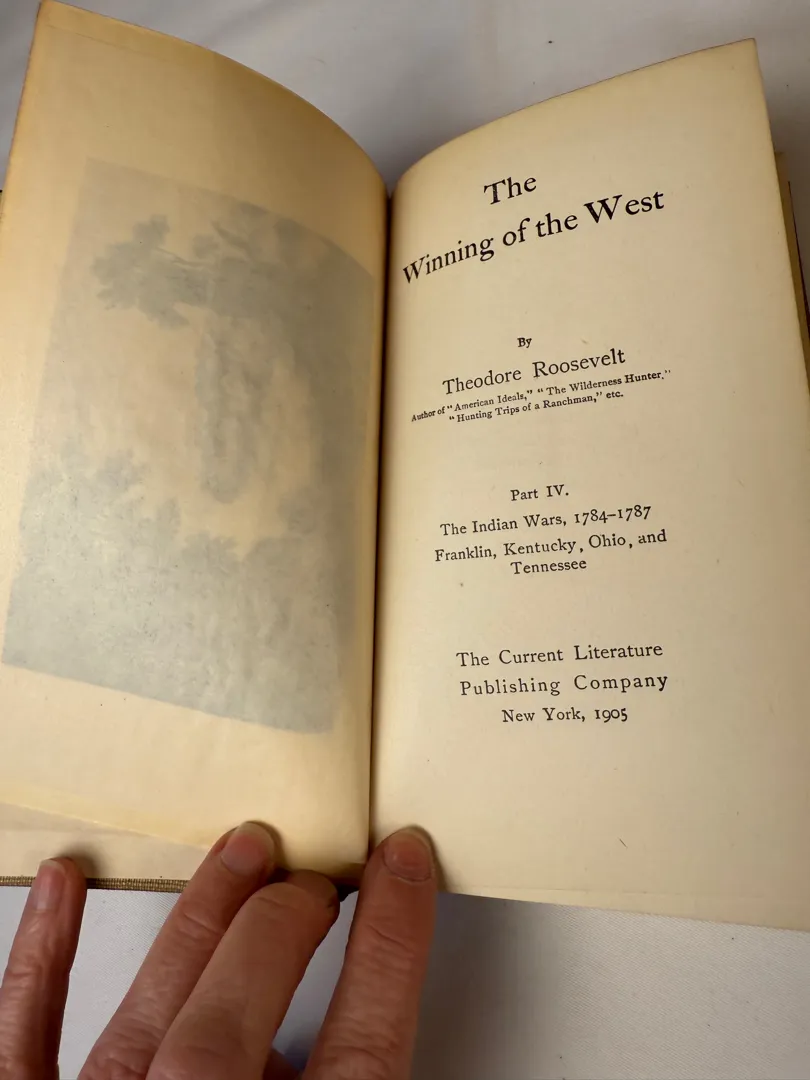 The
Winning of the West
By
Theodore Roosevelt
Author of "American Ideals," "The Wilderness Hunter,"
"Hunting Trips of a Ranchman," etc.
Part IV.
The Indian Wars, 1784–1787
Franklin, Kentucky, Ohio, and
Tennessee
The Current Literature
Publishing Company
New York, 1905